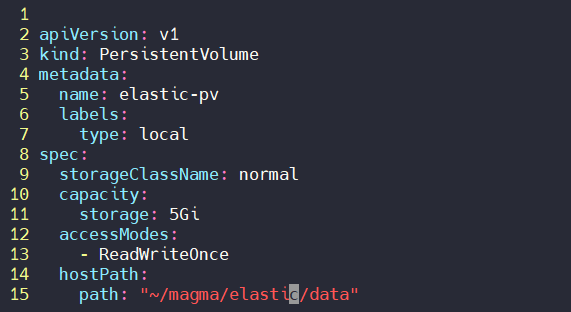 1
2 apiVersion: v1
3 kind: PersistentVolume
4 metadata:
5   name: elastic-pv
6   labels:
7     type: local
8 spec:
9   storageClassName: normal
10   capacity:
11     storage: 5Gi
12   accessModes:
13     - ReadWriteOnce
14   hostPath:
15     path: "~/magma/elastic/data"